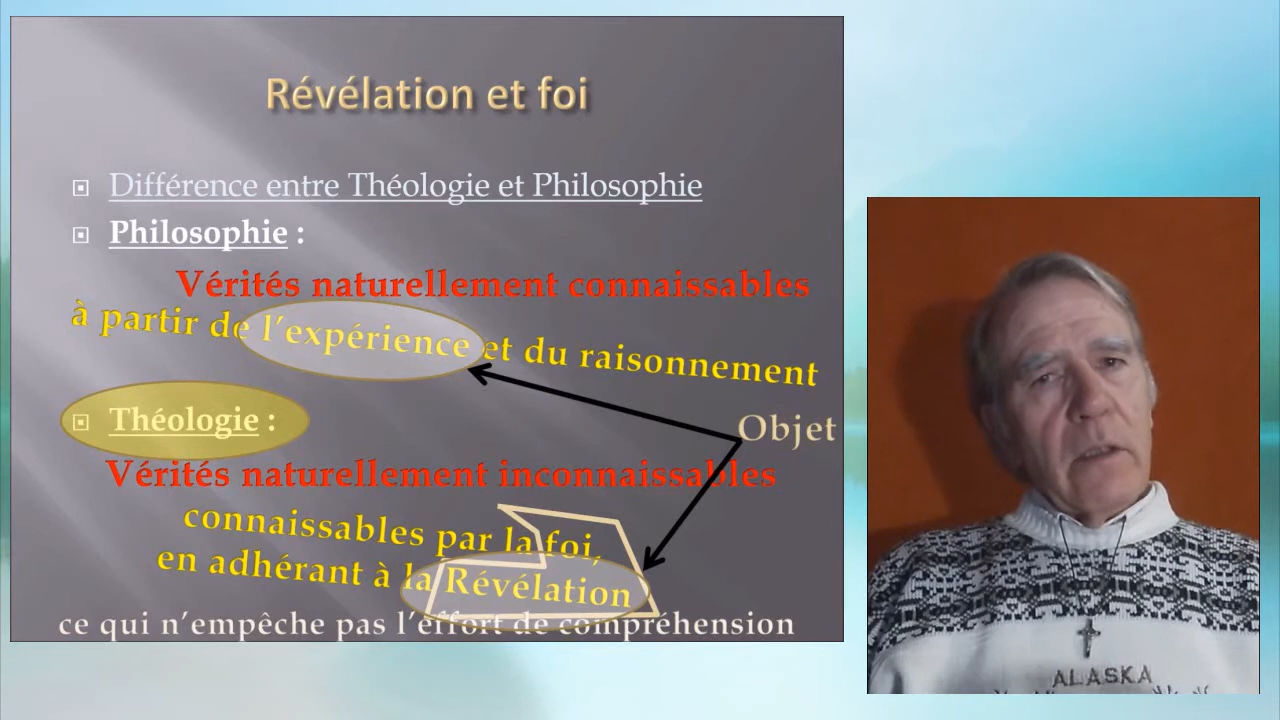 Révélation et foi
Différence entre Théologie et Philosophie
Philosophie :
Vérités naturellement connaissables
à partir de l’expérience et du raisonnement
Objet
Théologie :
Vérités naturellement inconnaissables
connaissables par la foi,
en adhérant à la Révélation
ce qui n’empêche pas l’effort de compréhension
ALASKA